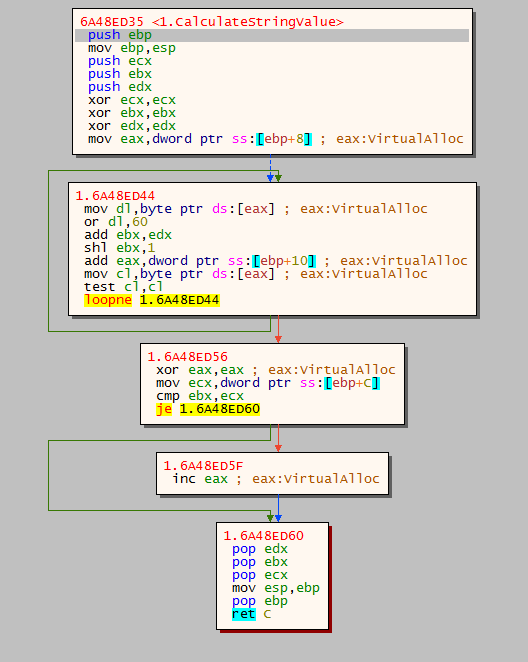 6A48ED35 <1.CalculateStringValue>
push ebp
mov ebp,esp
push ecx
push ebx
push edx
xor ecx,ecx
xor ebx,ebx
xor edx,edx
mov eax,dword ptr ss:[ebp+8] ; eax:VirtualAlloc
1.6A48ED44
mov dl,byte ptr ds:[eax] ; eax:VirtualAlloc
or dl,60
add ebx,edx
shl ebx,1
add eax,dword ptr ss:[ebp+10] ; eax:VirtualAlloc
mov cl,byte ptr ds:[eax] ; eax:VirtualAlloc
test cl,cl
loopne 1.6A48ED44
1.6A48ED56
xor eax,eax ; eax:VirtualAlloc
mov ecx,dword ptr ss:[ebp+C]
cmp ebx,ecx
je 1.6A48ED60
1.6A48ED5F
inc eax ; eax:VirtualAlloc
1.6A48ED60
pop edx
pop ebx
pop ecx
mov esp,ebp
pop ebp
ret C